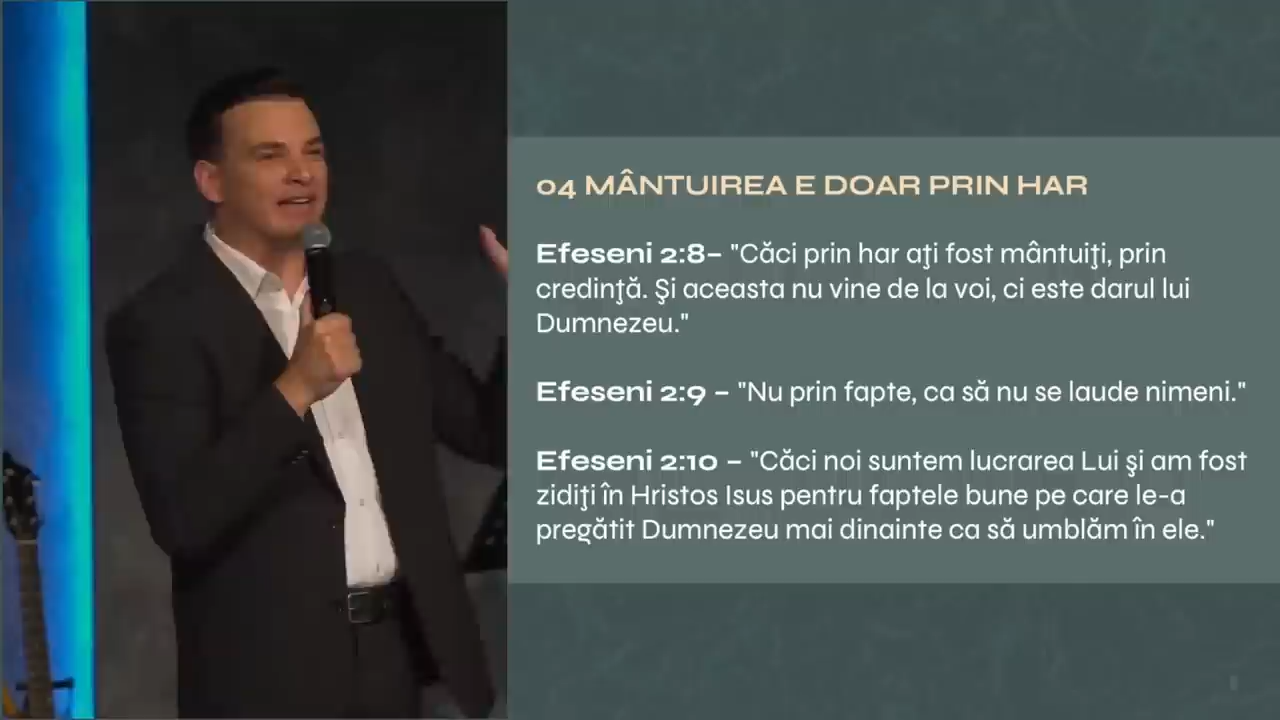 04 MÂNTUIREA E DOAR PRIN HAR
Efeseni 2:8– "Căci prin har aţi fost mântuiţi, prin
credinţă. Şi aceasta nu vine de la voi, ci este darul lui
Dumnezeu."
Efeseni 2:9 – "Nu prin fapte, ca să nu se laude nimeni."
Efeseni 2:10 – "Căci noi suntem lucrarea Lui şi am fost
zidiţi în Hristos Isus pentru faptele bune pe care le-a
pregătit Dumnezeu mai dinainte ca să umblăm în ele."